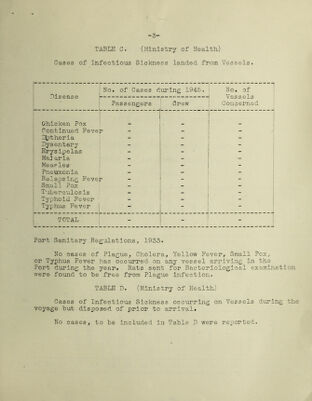 -3-
TABLE C. (Ministry of Health)
Cases of Infectious Sickness landed from Vessels.
Disease No. of Cases during 1945. No. of Vessels Concerned
Passengers Crew
Chicken Pox - - -
Continued Fever - - -
Diptheria - - -
Dysentery - - -
Erysipelas - - -
Malaria - - -
Measles - - -
Pneumonia - - -
Relapsing Fever - - -
Small Pox - - -
Tuberculosis - - -
Typhoid Fever - - -
Typhus Fever - - -
TOTAL - - -
Port Sanitary Regulations, 1933.
No cases of Plague, Cholera, Yellow Fever, Small Pox,
or Typhus Fever has occurred on any vessel arriving in the
Port during the year. Rats sent for Bacteriological examination
were found to be free from Plague infection.
TABLE D. (Ministry of Health)
Cases of Infectious Sickness occurring on Vessels during the
voyage but disposed of prior to arrival.
No cases, to be included in Table D were reported.